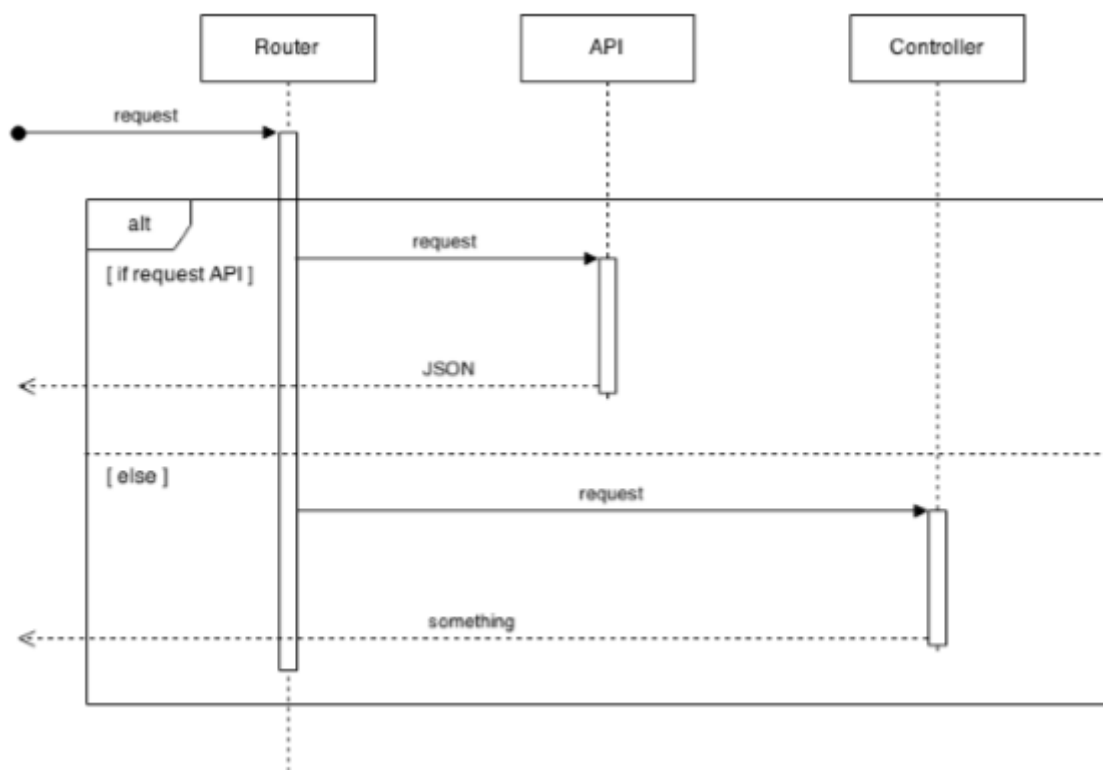 Router
API
Controller
request
alt
request
[ if request API ]
JSON
[ else ]
request
something